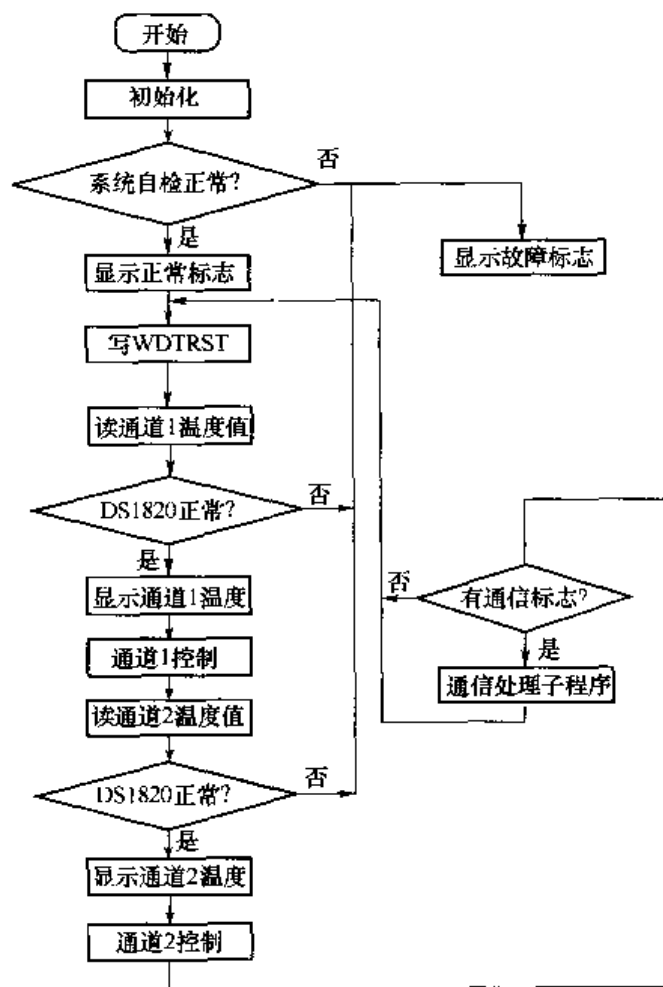 开始
初始化
否
系统自检正常?
是
显示正常标志
显示故障标志
写WDTRST
读通道1温度值
否
DS1820正常?
是
显示通道1温度
否
有通信标志?
通道1控制
是
通信处理子程序
读通道2温度值
否
DS1820正常?
是
显示通道2温度
通道2控制